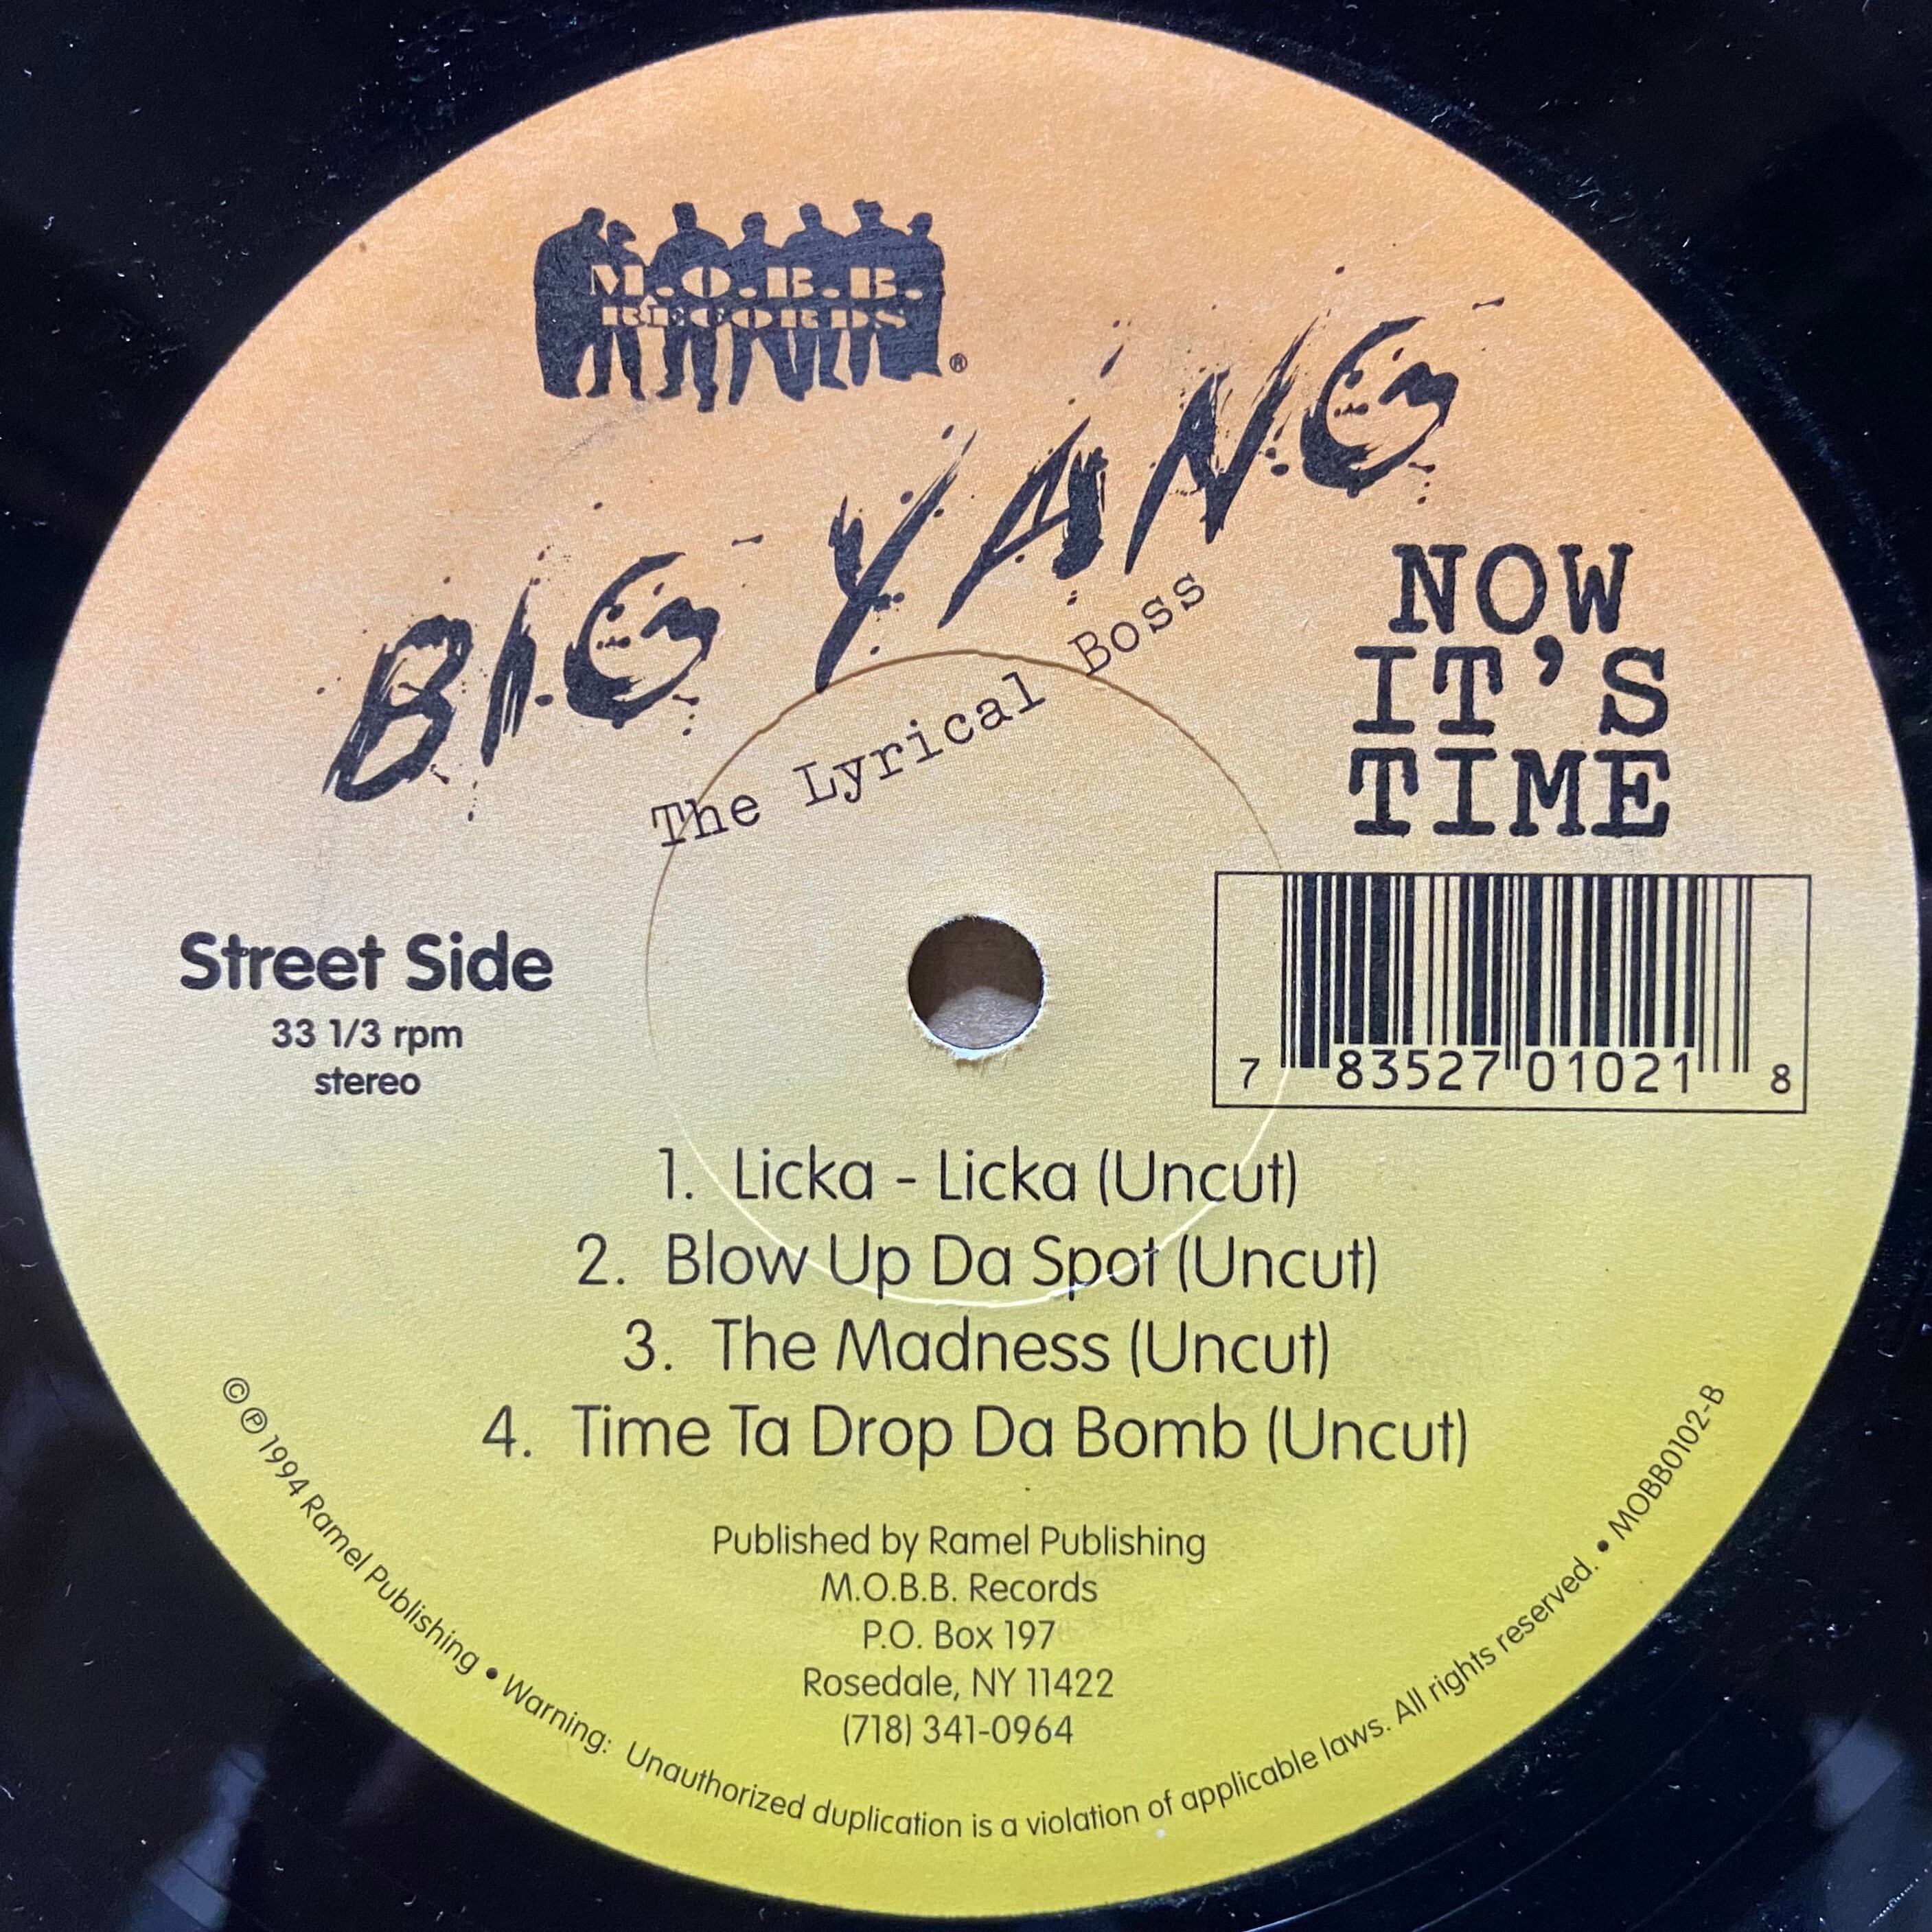 M.O.B.B.
RECORDS
®
BIG YANG
The Lyrical Boss
NOW
IT'S
TIME
Street Side
33 1/3 rpm
stereo
7 83527 01021 8
1. Licka - Licka (Uncut)
2. Blow Up Da Spot (Uncut)
3. The Madness (Uncut)
4. Time Ta Drop Da Bomb (Uncut)
Published by Ramel Publishing
M.O.B.B. Records
P.O. Box 197
Rosedale, NY 11422
(718) 341-0964
© ℗ 1994 Ramel Publishing • Warning: Unauthorized duplication is a violation of applicable laws. All rights reserved. • MOBB0102-B